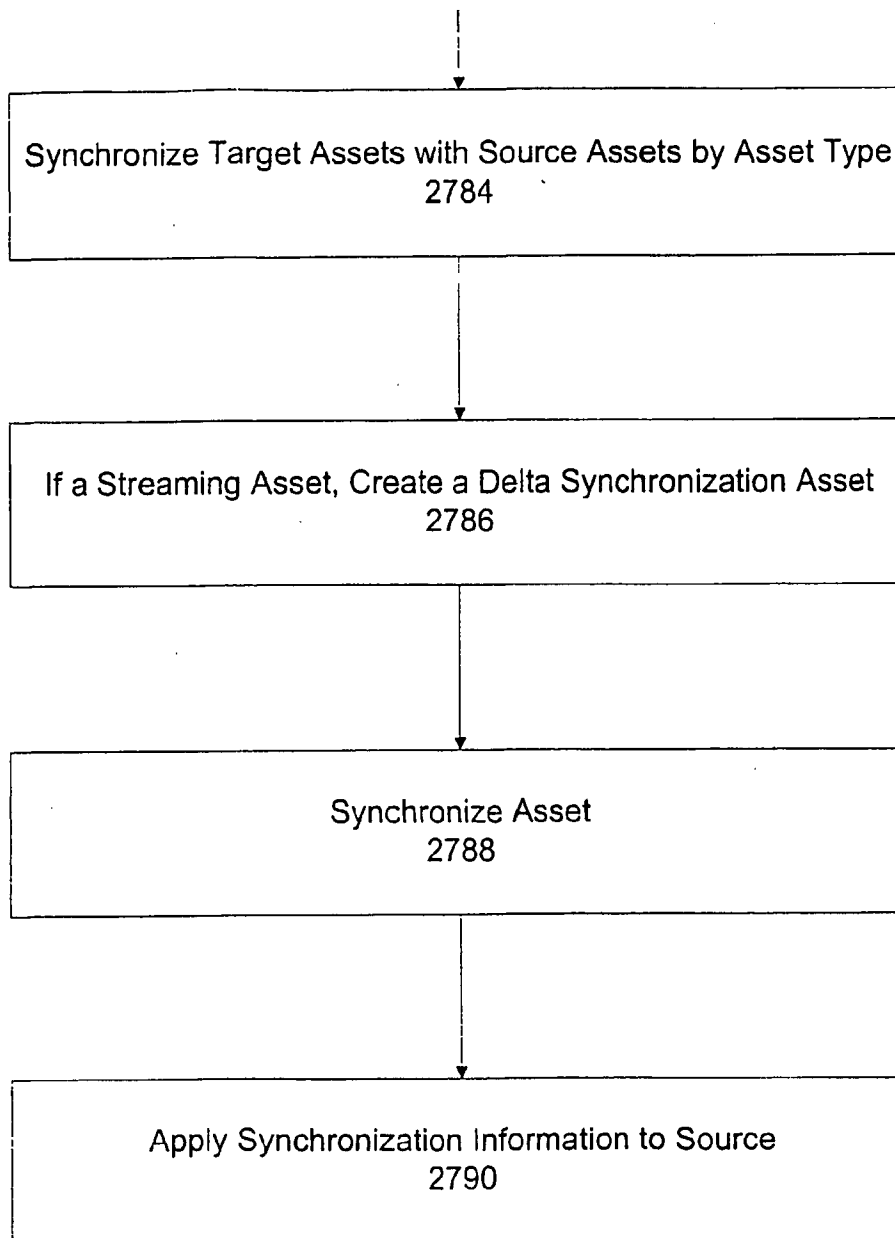 Synchronize Target Assets with Source Assets by Asset Type
2784
If a Streaming Asset, Create a Delta Synchronization Asset
2786
Synchronize Asset
2788
Apply Synchronization Information to Source
2790